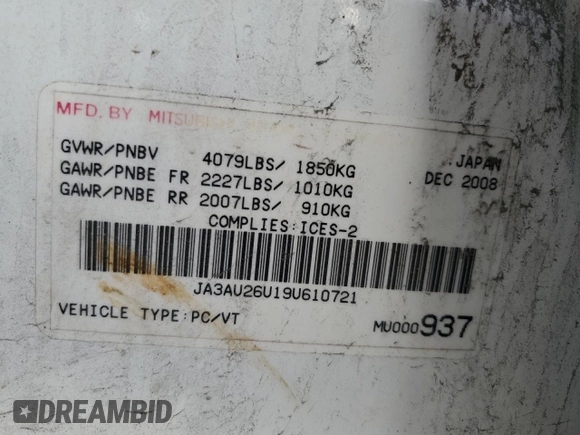 MFD. BY MITSUBISHI
GVWR/PNBV 4079LBS/ 1850KG JAPAN
GAWR/PNBE FR 2227LBS/ 1010KG DEC 2008
GAWR/PNBE RR 2007LBS/ 910KG
COMPLIES:ICES-2
JA3AU26U19U610721
VEHICLE TYPE:PC/VT MU000937
DREAMBID